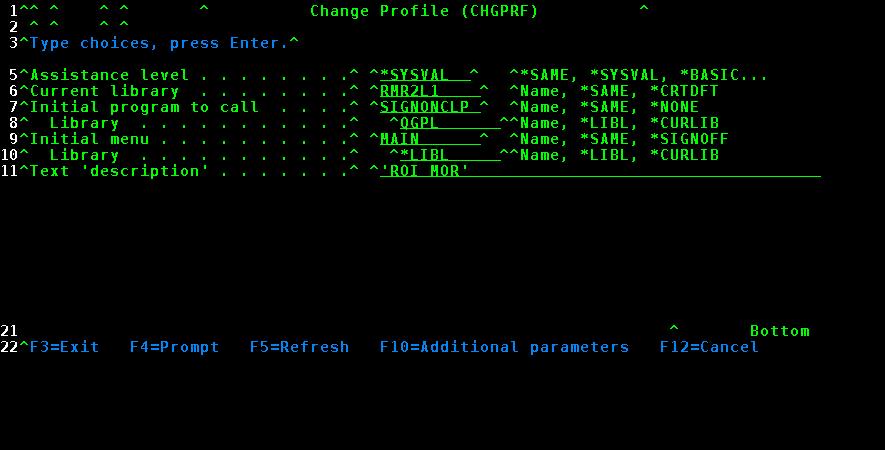 1^^ ^    ^ ^       ^          Change Profile (CHGPRF)          ^
2 ^ ^    ^ ^
3^Type choices, press Enter.^
5^Assistance level . . . . . . . .^ ^*SYSVAL  ^   ^*SAME, *SYSVAL, *BASIC...
6^Current library  . . . . . . . .^ ^RMR2L1    ^  ^Name, *SAME, *CRTDFT
7^Initial program to call  . . . .^ ^SIGNONCLP ^  ^Name, *SAME, *NONE
8^  Library  . . . . . . . . . . .^   ^QGPL      ^^Name, *LIBL, *CURLIB
9^Initial menu . . . . . . . . . .^ ^MAIN      ^  ^Name, *SAME, *SIGNOFF
10^  Library  . . . . . . . . . . .^   ^*LIBL     ^^Name, *LIBL, *CURLIB
11^Text 'description' . . . . . . .^ ^'ROI MOR'
21                                                                 ^       Bottom
22^F3=Exit   F4=Prompt   F5=Refresh   F10=Additional parameters   F12=Cancel